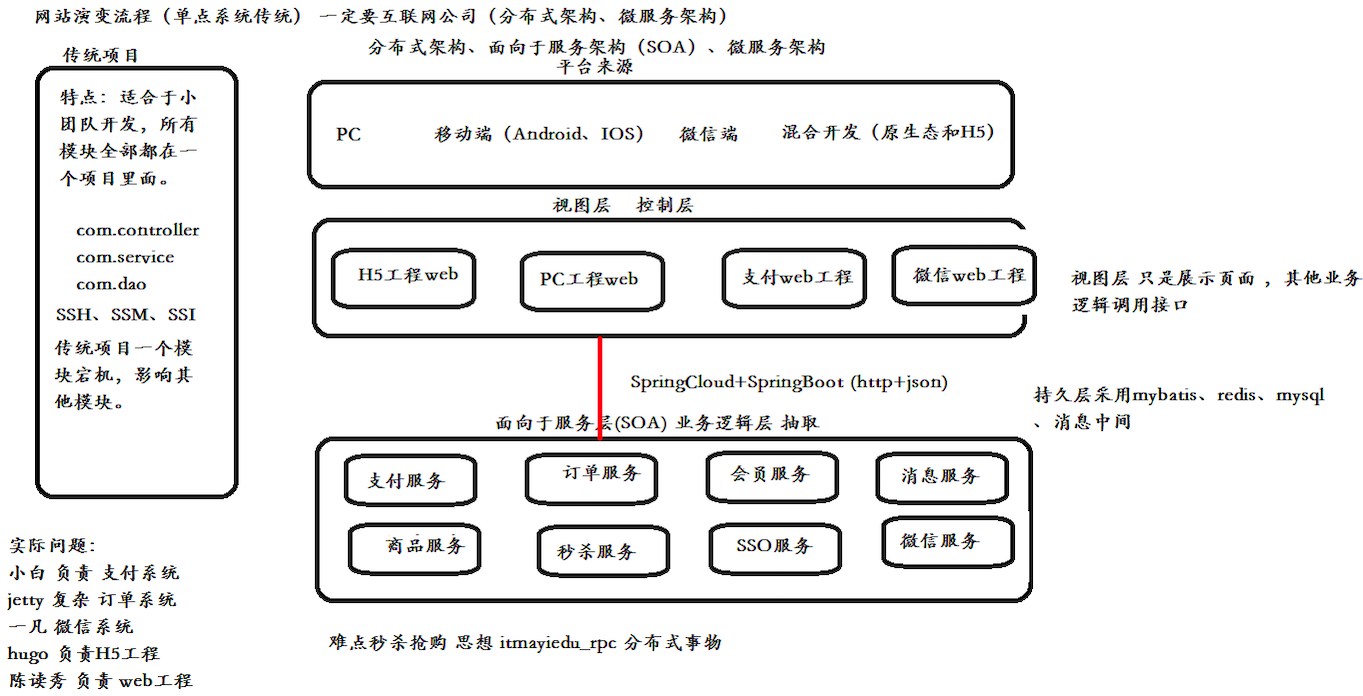 网站演变流程（单点系统传统） 一定要互联网公司（分布式架构、微服务架构）
分布式架构、面向于服务架构（SOA）、微服务架构
传统项目
特点：适合于小
团队开发，所有
模块全部都在一
个项目里面。
com.controller
com.service
com.dao
SSH、SSM、SSI
传统项目一个模
块宕机，影响其
他模块。
平台来源
PC 移动端（Android、IOS） 微信端 混合开发（原生态和H5）
视图层 控制层
H5工程web PC工程web 支付web工程 微信web工程
视图层 只是展示页面 ，其他业务
逻辑调用接口
SpringCloud+SpringBoot (http+json)
持久层采用mybatis、redis、mysql
、消息中间
面向于服务层(SOA) 业务逻辑层 抽取
支付服务 订单服务 会员服务 消息服务
商品服务 秒杀服务 SSO服务 微信服务
实际问题：
小白 负责 支付系统
jetty 复杂 订单系统
一凡 微信系统
hugo 负责H5工程
陈读秀 负责 web工程
难点秒杀抢购 思想 itmayiedu_rpc 分布式事物